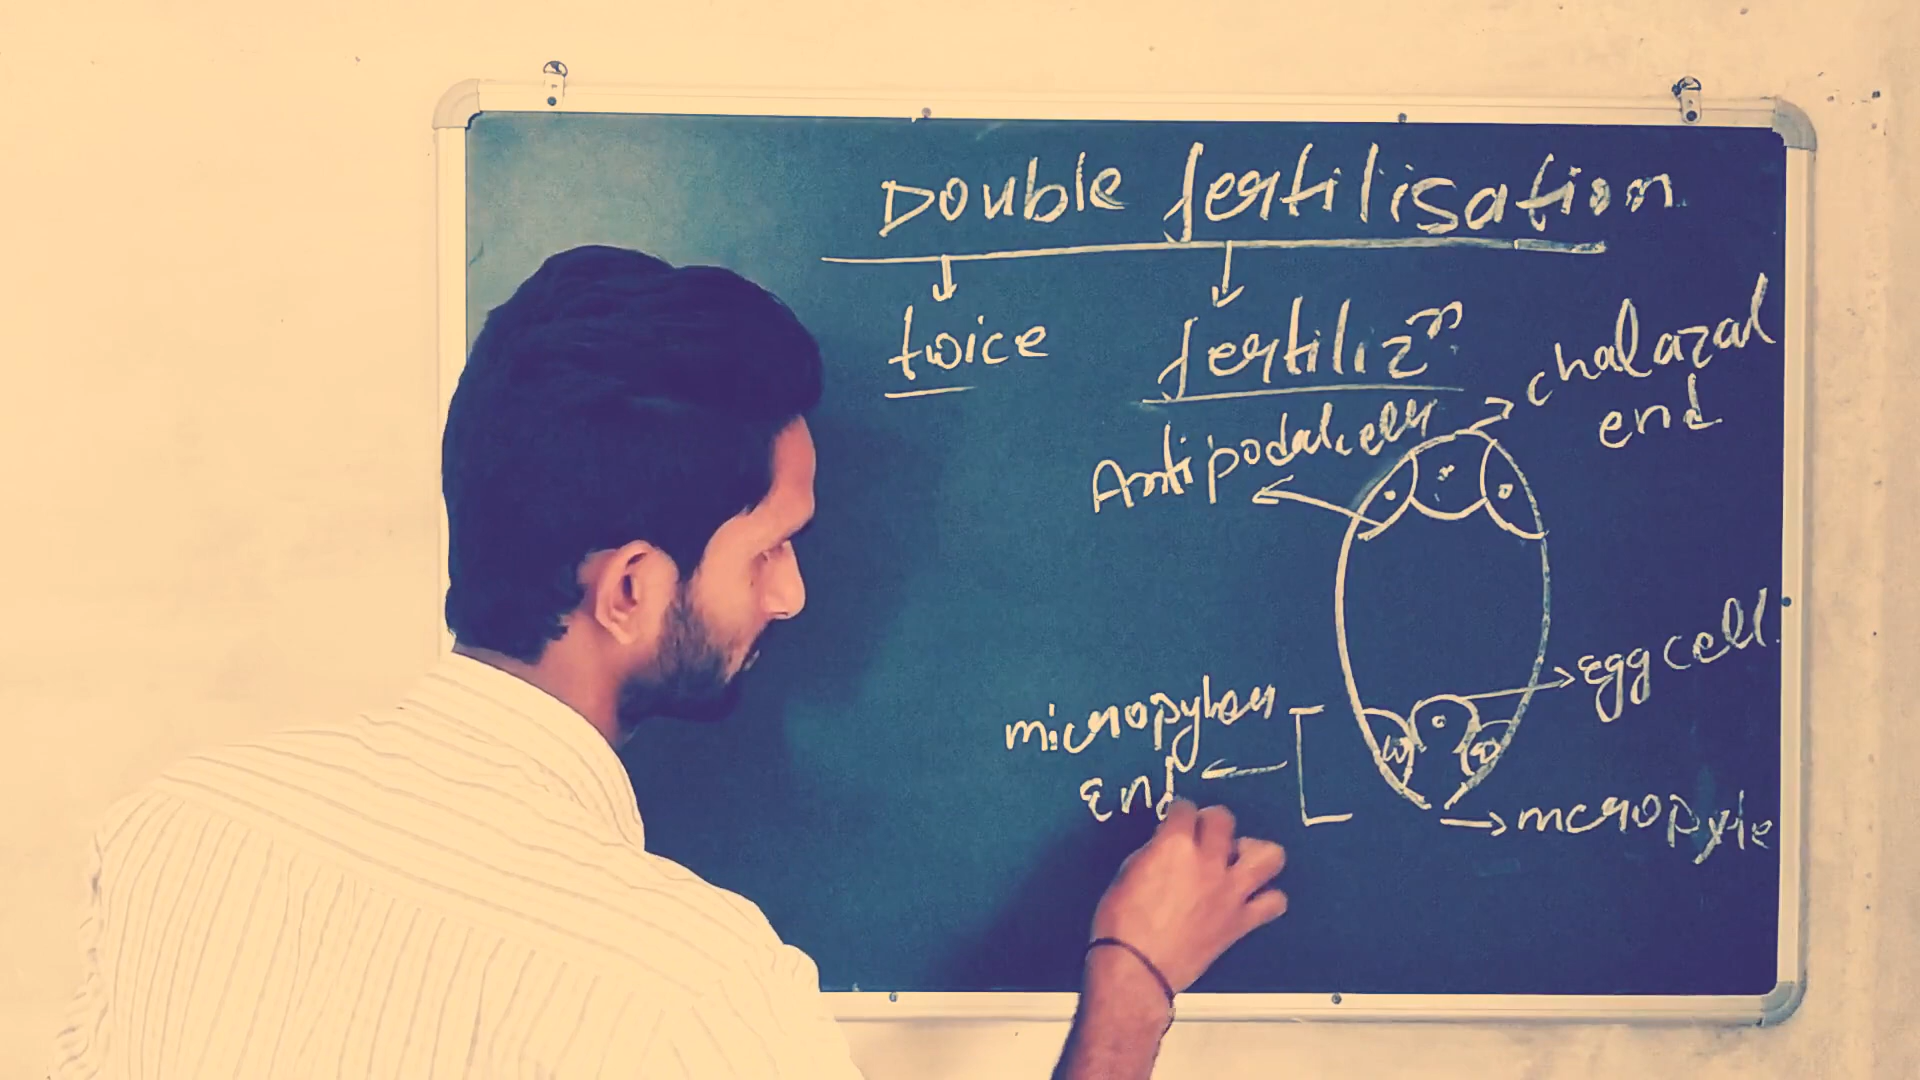 Double fertilisation
twice
fertilizn
chalazal
end
Antipodal cells
Egg cell.
micropylar
End
micropyle